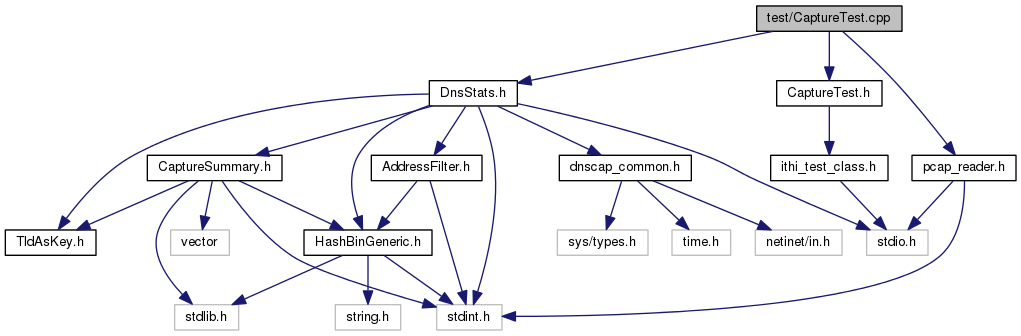 test/CaptureTest.cpp
DnsStats.h
CaptureTest.h
CaptureSummary.h
AddressFilter.h
dnscap_common.h
ithi_test_class.h
pcap_reader.h
TldAsKey.h
vector
HashBinGeneric.h
sys/types.h
time.h
netinet/in.h
stdio.h
stdlib.h
string.h
stdint.h